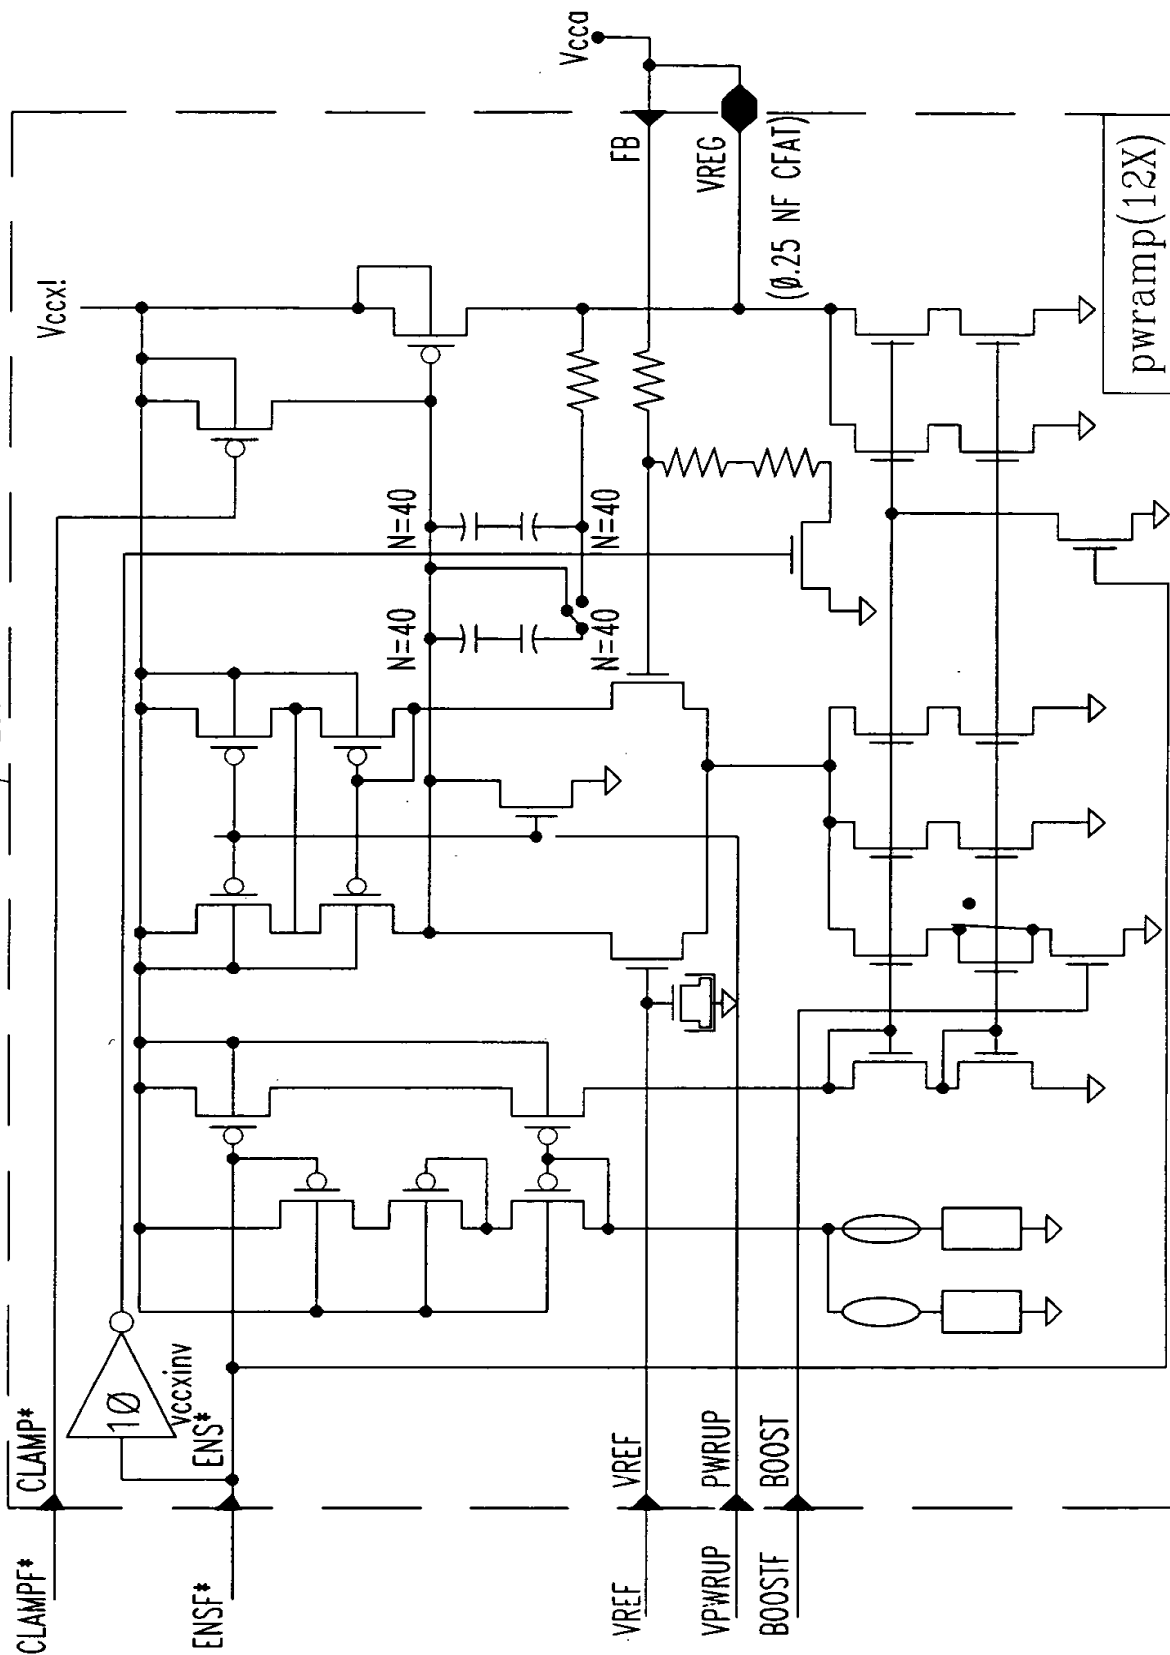 CLAMPF*
CLAMP*
ENSF*
ENS*
10
vccxinv
VREF
VREF
VPWRUP
PWRUP
BOOSTF
BOOST
Vccx!
N=40
N=40
N=40
N=40
Vcca
FB
VREG
(0.25 NF CFAT)
pwramp(12X)